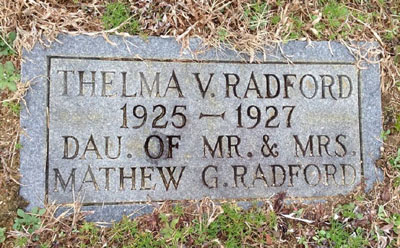 THELMA V. RADFORD
1925 — 1927
DAU. OF MR. & MRS.
MATHEW G. RADFORD